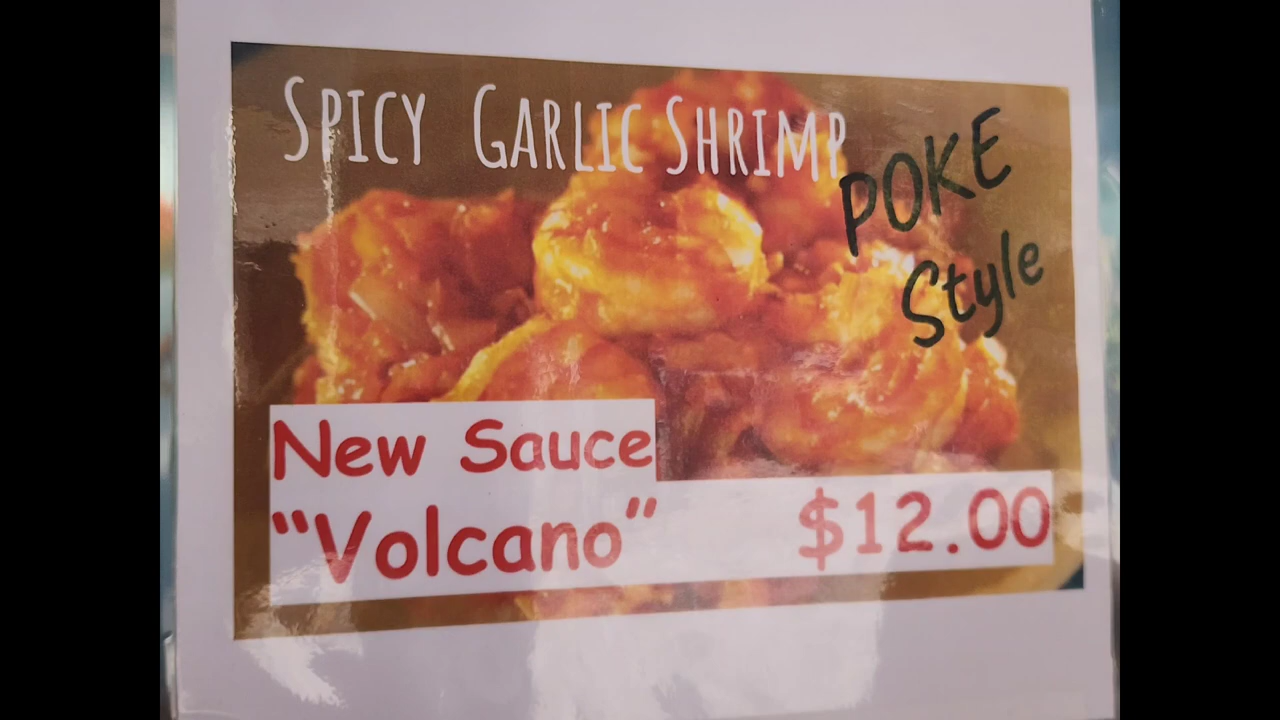 SPICY GARLIC SHRIMP
POKE
Style
New Sauce
“Volcano” $12.00